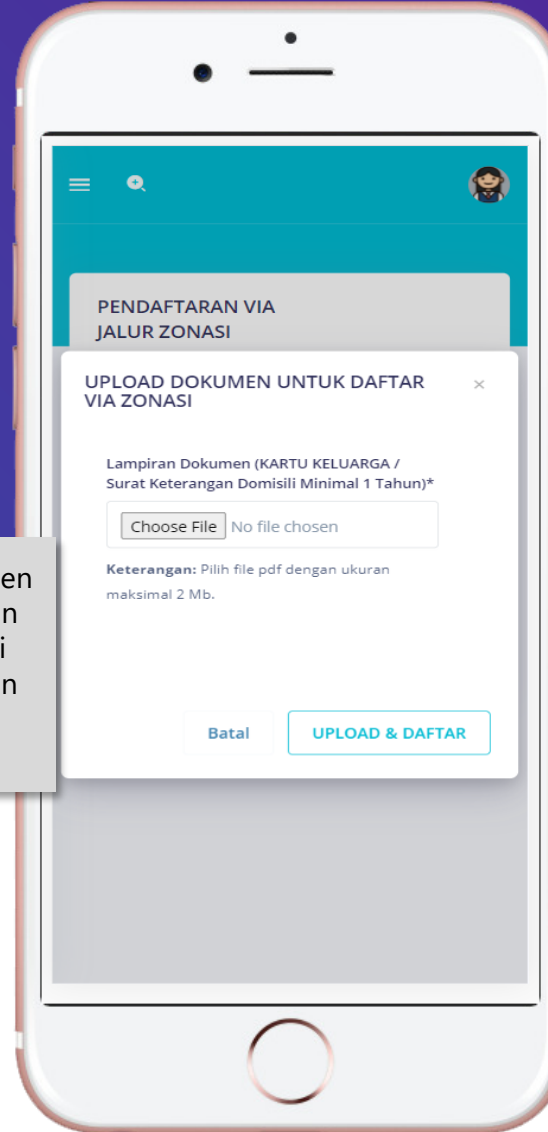 PENDAFTARAN VIA
JALUR ZONASI
UPLOAD DOKUMEN UNTUK DAFTAR
VIA ZONASI
×
Lampiran Dokumen (KARTU KELUARGA /
Surat Keterangan Domisili Minimal 1 Tahun)*
Choose File No file chosen
Keterangan: Pilih file pdf dengan ukuran
maksimal 2 Mb.
Batal UPLOAD & DAFTAR